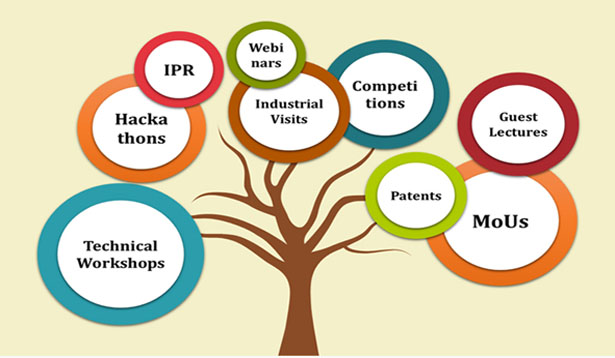 IPR
Webi
nars
Hacka
thons
Industrial
Visits
Competi
tions
Guest
Lectures
Technical
Workshops
Patents
MoUs